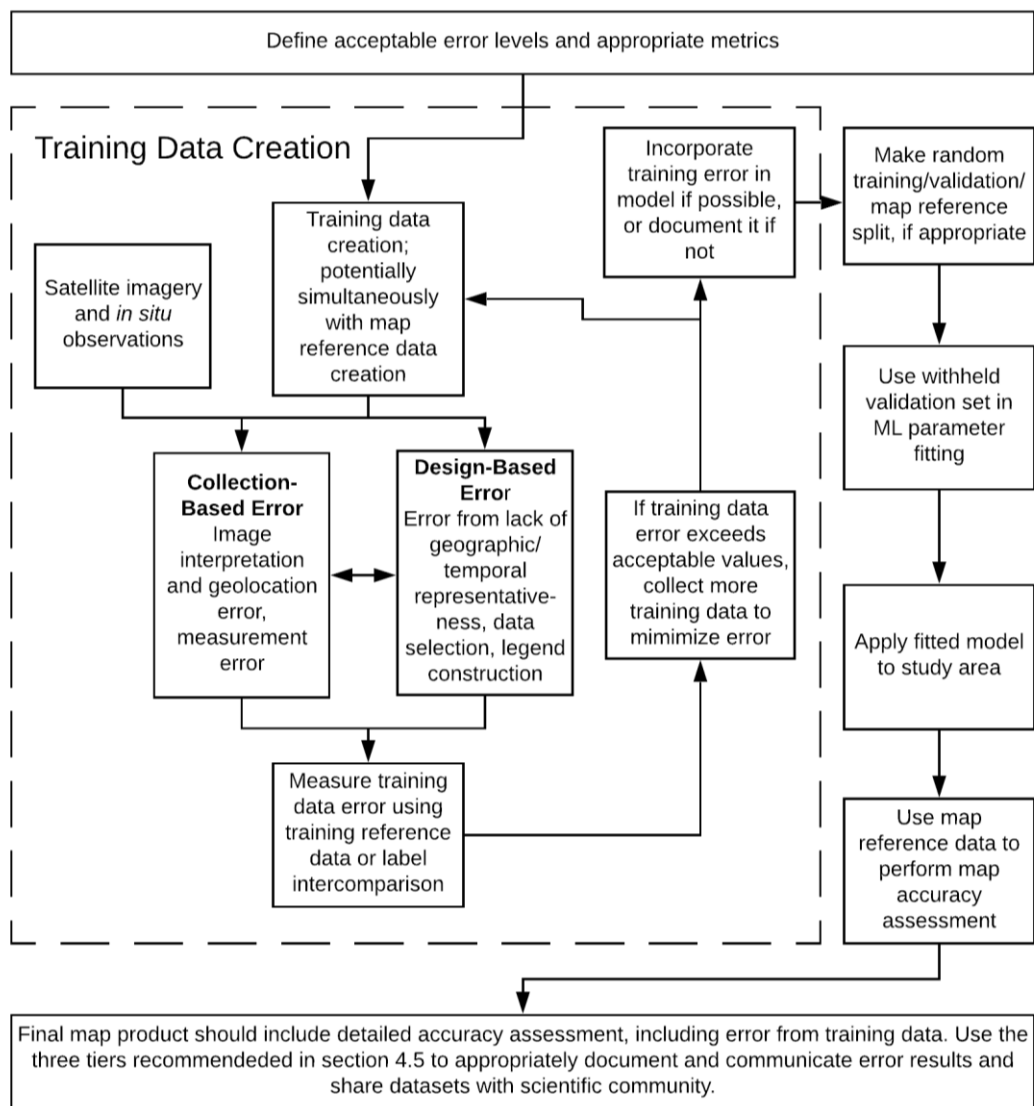 Define acceptable error levels and appropriate metrics
Training Data Creation
Training data
creation;
potentially
simultaneously
with map
reference data
creation
Satellite imagery
and in situ
observations
Collection-
Based Error
Image
interpretation
and geolocation
error,
measurement
error
Design-Based
Error
Error from lack of
geographic/
temporal
representative-
ness, data
selection, legend
construction
Measure training
data error using
training reference
data or label
intercomparison
If training data
error exceeds
acceptable values,
collect more
training data to
mimimize error
Incorporate
training error in
model if possible,
or document it if
not
Make random
training/validation/
map reference
split, if appropriate
Use withheld
validation set in
ML parameter
fitting
Apply fitted model
to study area
Use map
reference data to
perform map
accuracy
assessment
Final map product should include detailed accuracy assessment, including error from training data. Use the
three tiers recommendeded in section 4.5 to appropriately document and communicate error results and
share datasets with scientific community.